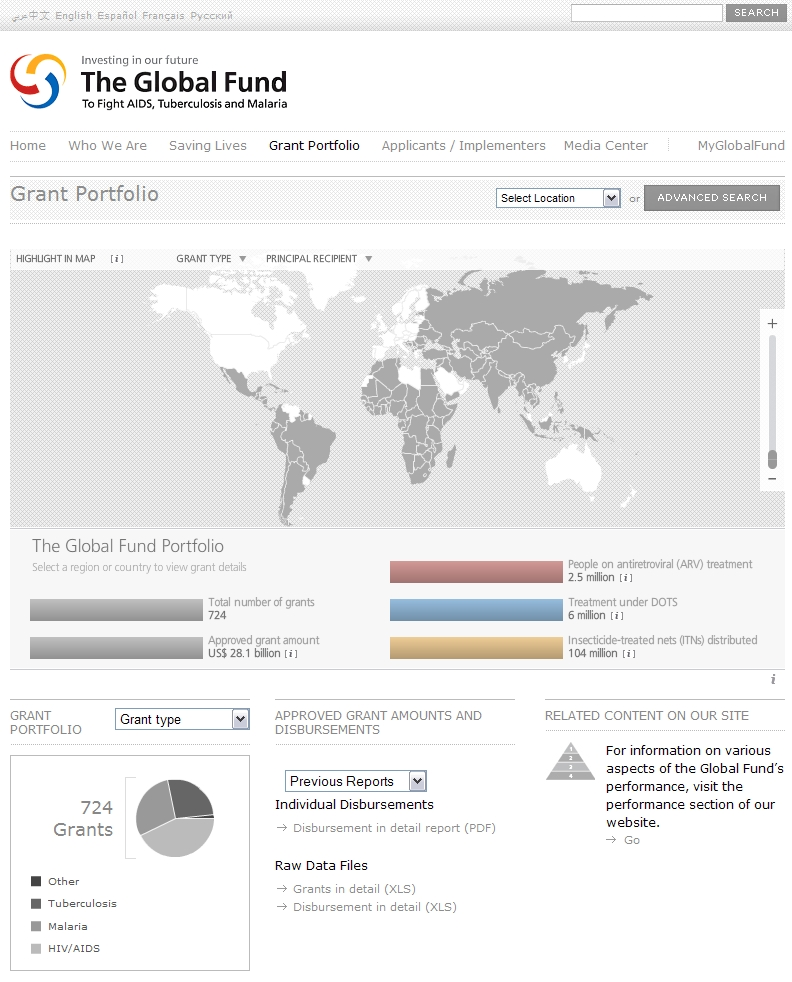 عربي 中文 English Español Français Русский
SEARCH
Investing in our future
The Global Fund
To Fight AIDS, Tuberculosis and Malaria
Home Who We Are Saving Lives Grant Portfolio Applicants / Implementers Media Center MyGlobalFund
Grant Portfolio
Select Location or ADVANCED SEARCH
HIGHLIGHT IN MAP [i] GRANT TYPE PRINCIPAL RECIPIENT
+
−
The Global Fund Portfolio
Select a region or country to view grant details
Total number of grants
724
Approved grant amount
US$ 28.1 billion [i]
People on antiretroviral (ARV) treatment
2.5 million [i]
Treatment under DOTS
6 million [i]
Insecticide-treated nets (ITNs) distributed
104 million [i]
i
GRANT
PORTFOLIO
Grant type
724
Grants
Other
Tuberculosis
Malaria
HIV/AIDS
APPROVED GRANT AMOUNTS AND
DISBURSEMENTS
Previous Reports
Individual Disbursements
→ Disbursement in detail report (PDF)
Raw Data Files
→ Grants in detail (XLS)
→ Disbursement in detail (XLS)
RELATED CONTENT ON OUR SITE
1
2
3
4
For information on various
aspects of the Global Fund's
performance, visit the
performance section of our
website.
→ Go